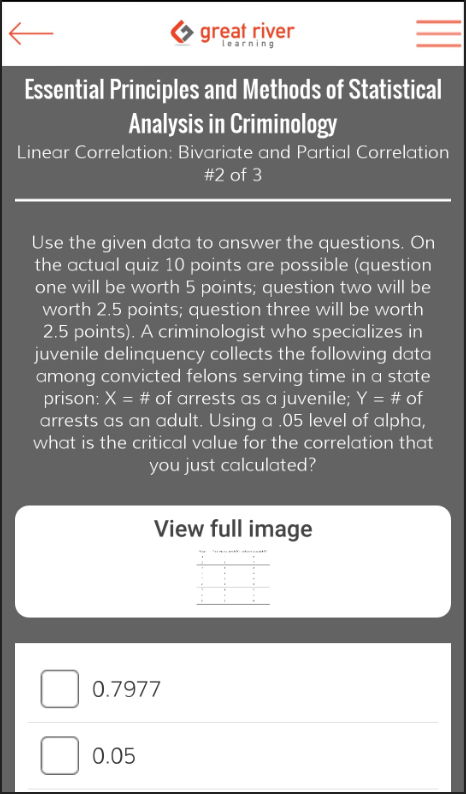 great river
learning
Essential Principles and Methods of Statistical
Analysis in Criminology
Linear Correlation: Bivariate and Partial Correlation
#2 of 3
Use the given data to answer the questions. On
the actual quiz 10 points are possible (question
one will be worth 5 points; question two will be
worth 2.5 points; question three will be worth
2.5 points). A criminologist who specializes in
juvenile delinquency collects the following data
among convicted felons serving time in a state
prison: X = # of arrests as a juvenile; Y = # of
arrests as an adult. Using a .05 level of alpha,
what is the critical value for the correlation that
you just calculated?
View full image
0.7977
0.05